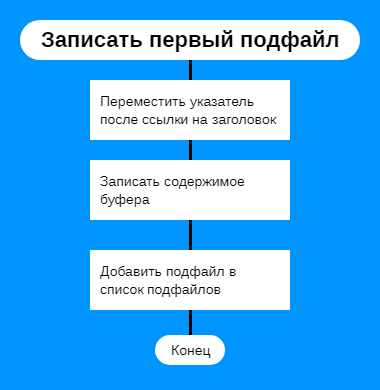 Записать первый подфайл
Переместить указатель
после ссылки на заголовок
Записать содержимое
буфера
Добавить подфайл в
список подфайлов
Конец